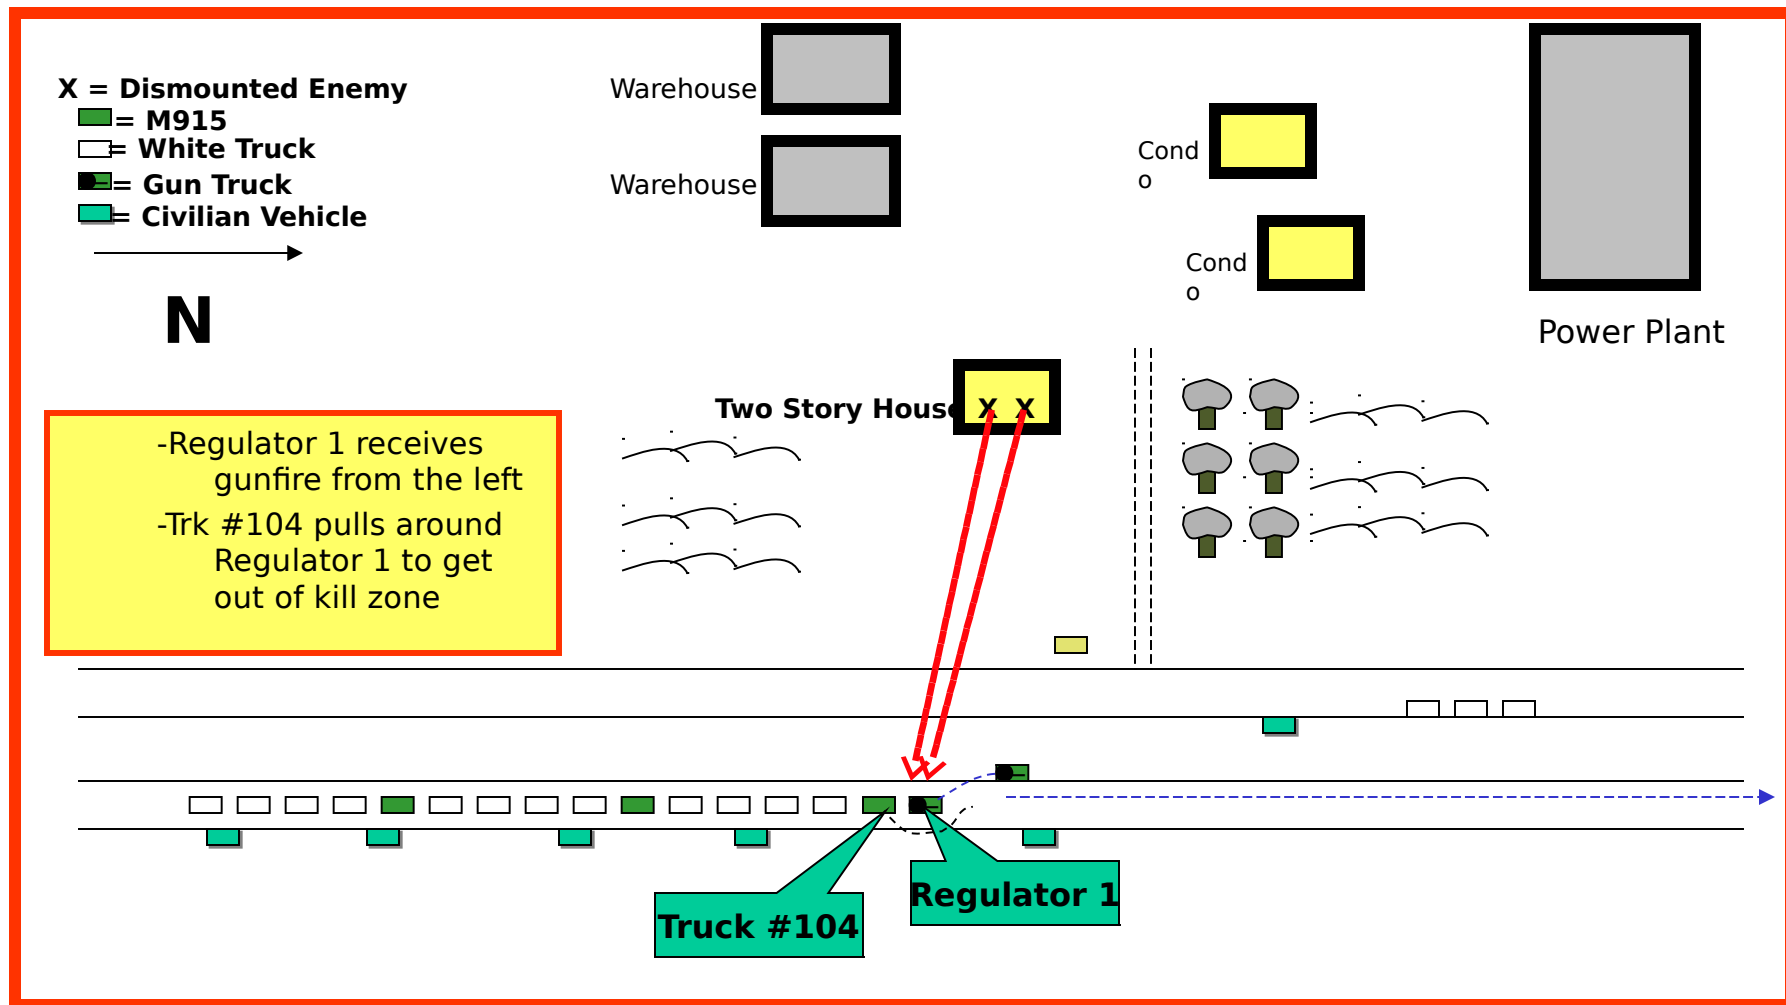 X = Dismounted Enemy
= M915
= White Truck
= Gun Truck
= Civilian Vehicle
N
Warehouse
Warehouse
Cond
o
Cond
o
Power Plant
Two Story House
X X
-Regulator 1 receives
gunfire from the left
-Trk #104 pulls around
Regulator 1 to get
out of kill zone
Regulator 1
Truck #104